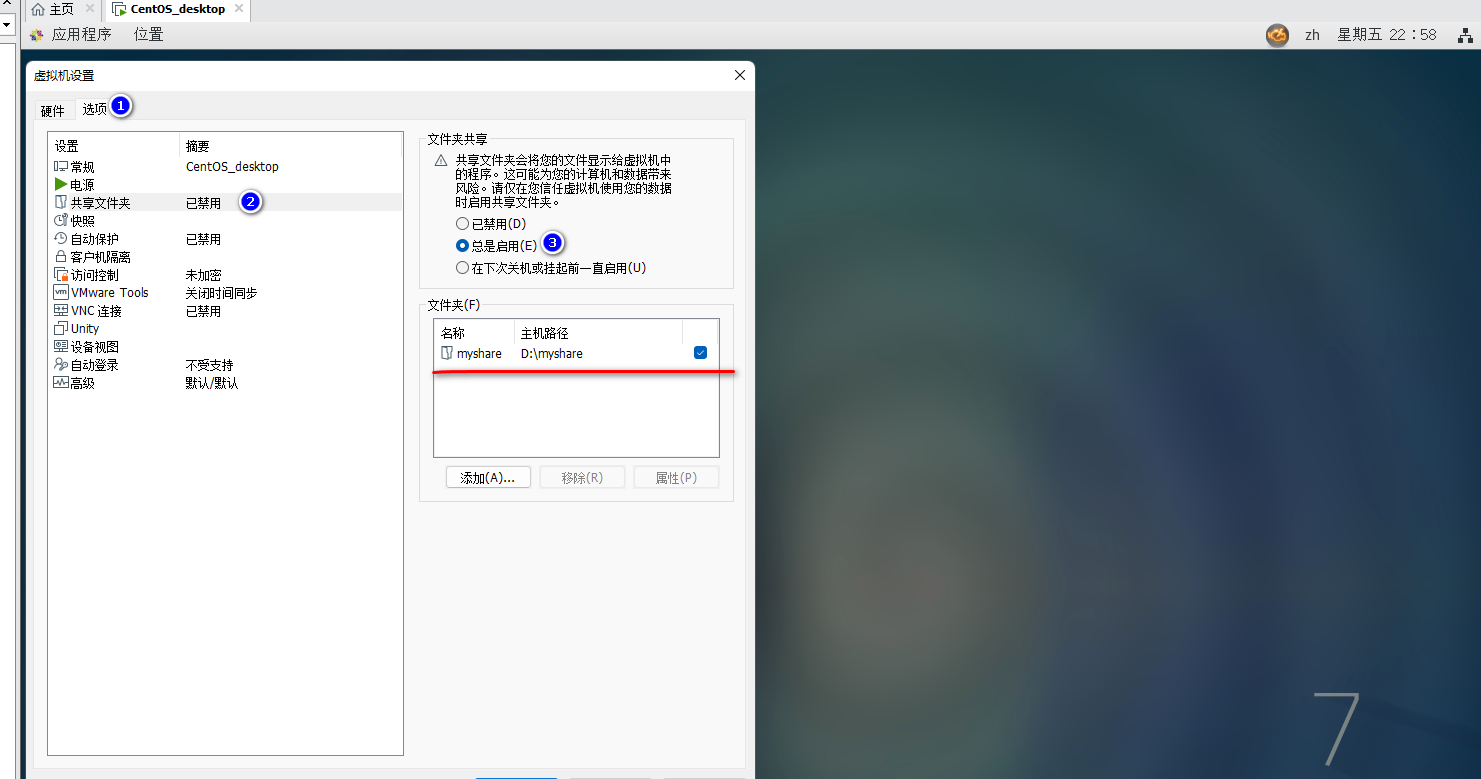 主页
CentOS_desktop
应用程序 位置
zh 星期五 22：58
虚拟机设置
硬件 选项 1
设置 摘要
常规 CentOS_desktop
电源
共享文件夹 已禁用 2
快照
自动保护 已禁用
客户机隔离
访问控制 未加密
vm VMware Tools 关闭时间同步
VNC 连接 已禁用
Unity
设备视图
自动登录 不受支持
高级 默认/默认
文件夹共享
共享文件夹会将您的文件显示给虚拟机中
的程序。这可能为您的计算机和数据带来
风险。请仅在您信任虚拟机使用您的数据
时启用共享文件夹。
已禁用(D)
总是启用(E) 3
在下次关机或挂起前一直启用(U)
文件夹(F)
名称 主机路径
myshare D:\myshare
添加(A)... 移除(R) 属性(P)
7